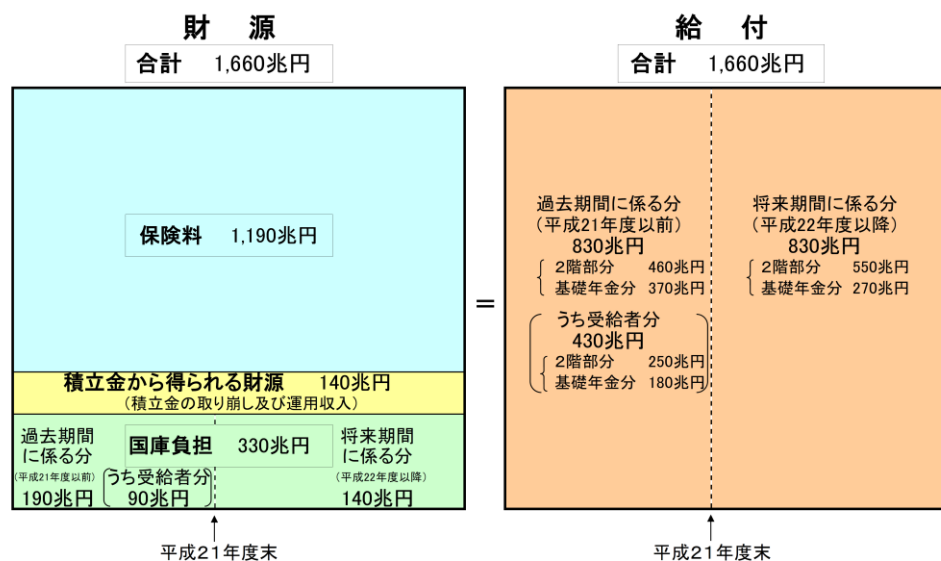 財 源
合計 1,660兆円
保険料 1,190兆円
積立金から得られる財源 140兆円
(積立金の取り崩し及び運用収入)
国庫負担 330兆円
過去期間
に係る分
(平成21年度以前)
190兆円
うち受給者分
90兆円
将来期間
に係る分
(平成22年度以降)
140兆円
平成21年度末
=
給 付
合計 1,660兆円
過去期間に係る分
(平成21年度以前)
830兆円
2階部分 460兆円
基礎年金分 370兆円
うち受給者分
430兆円
2階部分 250兆円
基礎年金分 180兆円
将来期間に係る分
(平成22年度以降)
830兆円
2階部分 550兆円
基礎年金分 270兆円
平成21年度末